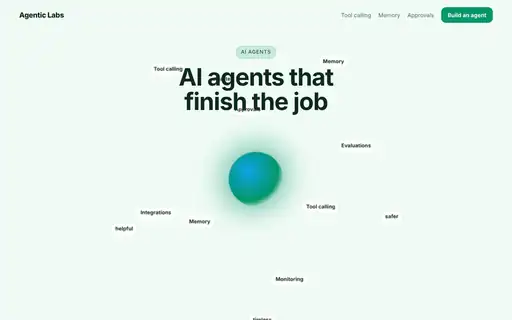 Agentic Labs
Tool calling
Memory
Approvals
Build an agent
AI AGENTS
Memory
Tool calling
AI agents that
finish the job
Approvals
Evaluations
Tool calling
Integrations
safer
Memory
helpful
Monitoring